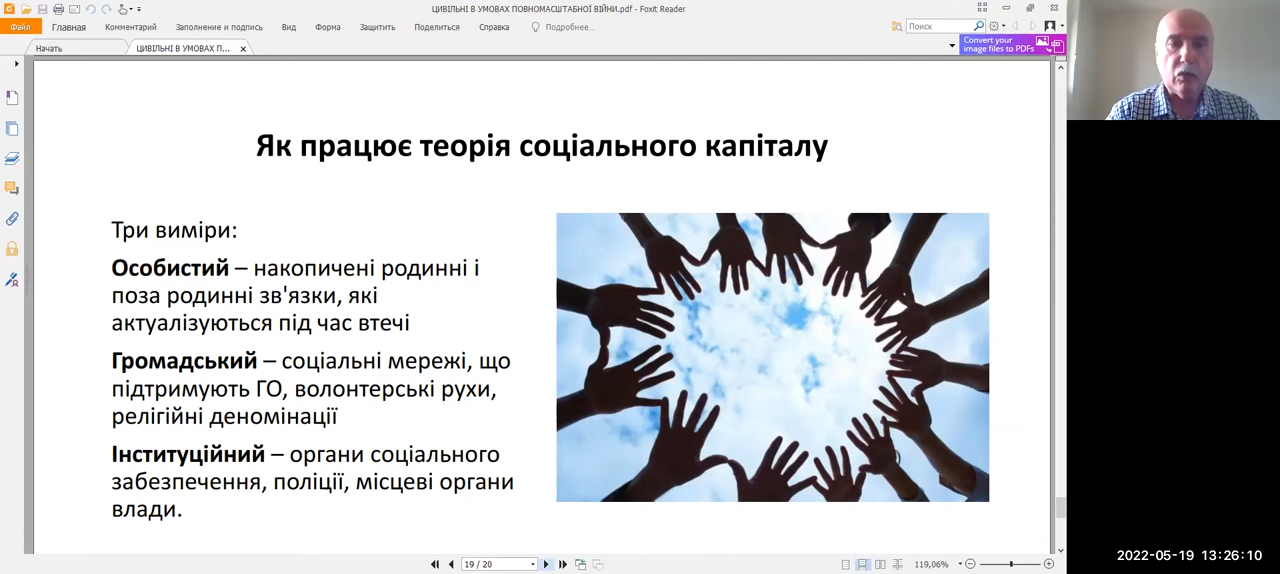 ЦИВІЛЬНІ В УМОВАХ ПОВНОМАСШТАБНОЇ ВІЙНИ.pdf - Foxit Reader
Файл Главная Комментарий Заполнение и подпись Вид Форма Защитить Поделиться Справка Подробнее... Поиск
Начать ЦИВІЛЬНІ В УМОВАХ П...
Convert your
image files to PDFs
Як працює теорія соціального капіталу
Три виміри:
Особистий – накопичені родинні і
поза родинні зв'язки, які
актуалізуються під час втечі
Громадський – соціальні мережі, що
підтримують ГО, волонтерські рухи,
релігійні деномінації
Інституційний – органи соціального
забезпечення, поліції, місцеві органи
влади.
19 / 20 119,06%
2022-05-19 13:26:10